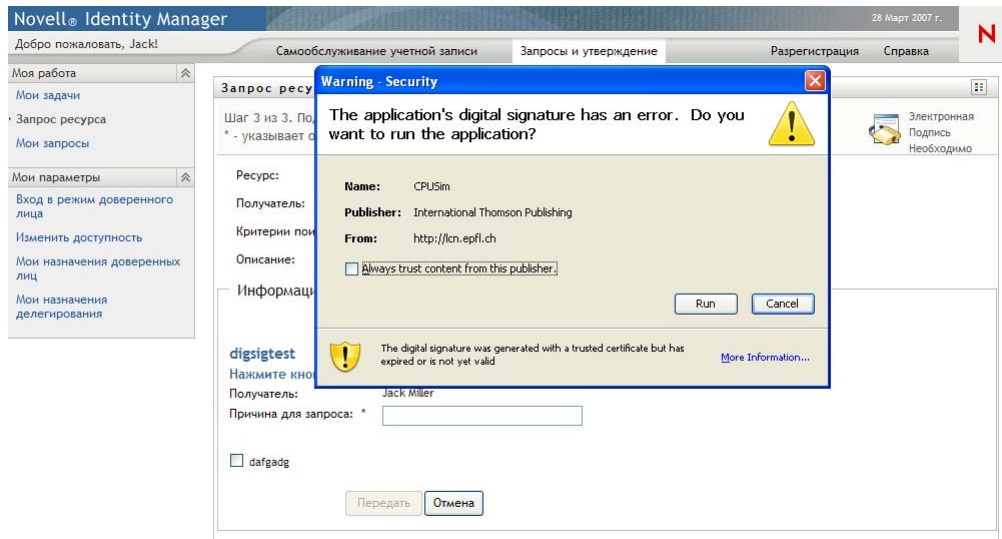 Novell® Identity Manager
28 Март 2007 г.
Добро пожаловать, Jack!
Самообслуживание учетной записи
Запросы и утверждение
Разрегистрация
Справка
N
Моя работа
Мои задачи
Запрос ресурса
Мои запросы
Мои параметры
Вход в режим доверенного
лица
Изменить доступность
Мои назначения доверенных
лиц
Мои назначения
делегирования
Запрос ресу
Шаг 3 из 3. По
* - указывает о
Электронная
Подпись
Необходимо
Ресурс:
Получатель:
Критерии пои
Описание:
Информаци
Warning - Security
The application's digital signature has an error. Do you
want to run the application?
Name: CPUSim
Publisher: International Thomson Publishing
From: http://lcn.epfl.ch
Always trust content from this publisher.
Run
Cancel
The digital signature was generated with a trusted certificate but has
expired or is not yet valid
More Information...
digsigtest
Нажмите кно
Получатель: Jack Miller
Причина для запроса: *
dafgadg
Передать
Отмена